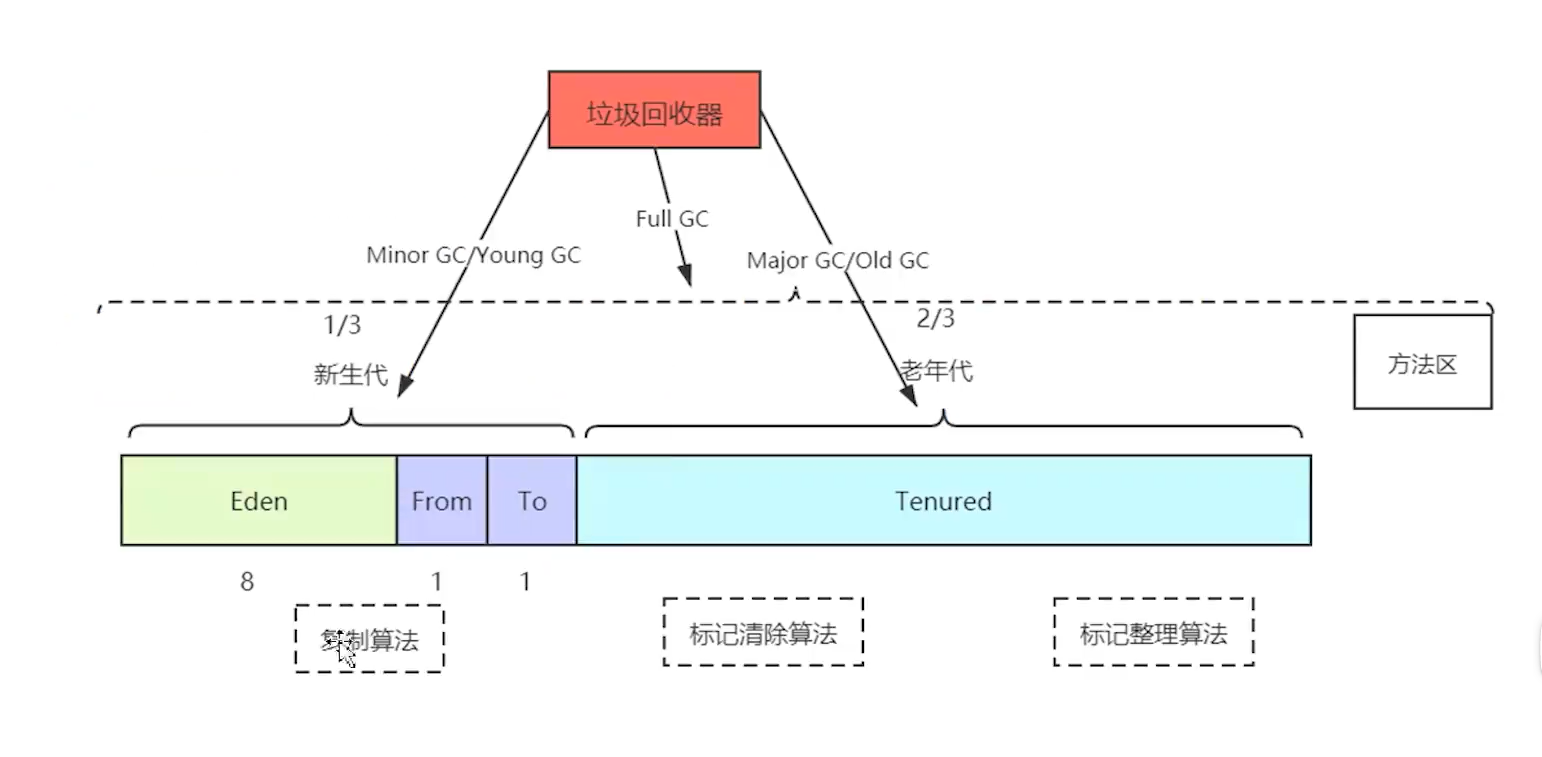 垃圾回收器
Full GC
Minor GC/Young GC
Major GC/Old GC
1/3
2/3
新生代
老年代
方法区
Eden
From
To
Tenured
8
1
1
复制算法
标记清除算法
标记整理算法